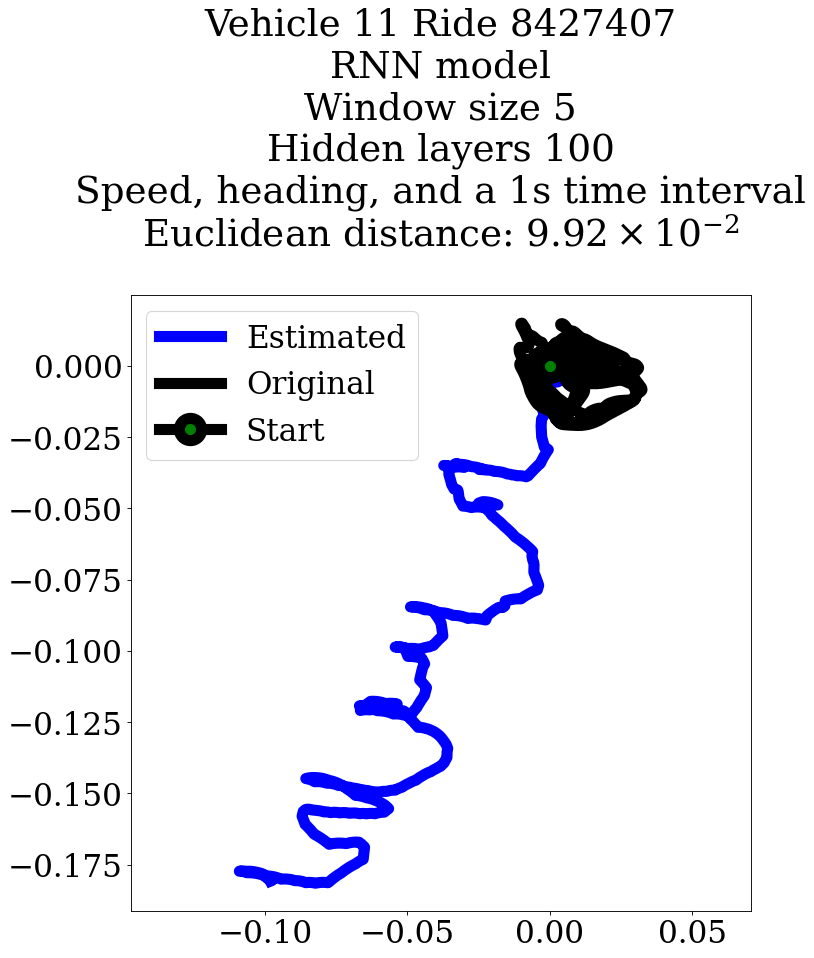 Vehicle 11 Ride 8427407
RNN model
Window size 5
Hidden layers 100
Speed, heading, and a 1s time interval
Euclidean distance: 9.92 × 10⁻²
Estimated
Original
Start
0.000
−0.025
−0.050
−0.075
−0.100
−0.125
−0.150
−0.175
−0.10 −0.05 0.00 0.05